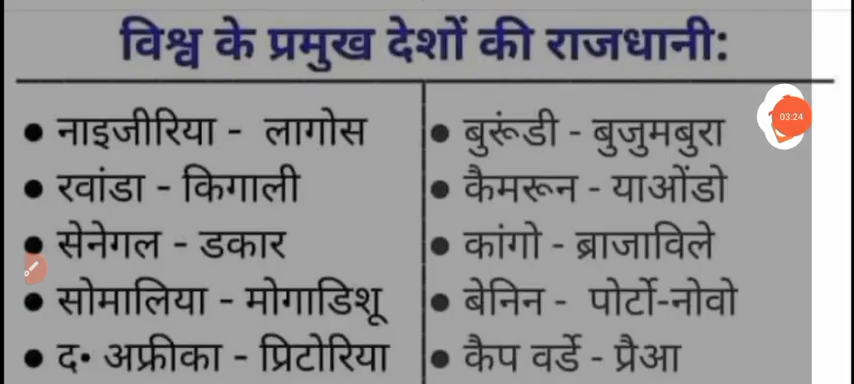 विश्व के प्रमुख देशों की राजधानी:
● नाइजीरिया - लागोस
● रवांडा - किगाली
● सेनेगल - डकार
● सोमालिया - मोगाडिशू
● द॰ अफ्रीका - प्रिटोरिया
● बुरूंडी - बुजुमबुरा
● कैमरून - याओंडो
● कांगो - ब्राजाविले
● बेनिन - पोर्टो-नोवो
● कैप वर्डे - प्रैआ
03:24